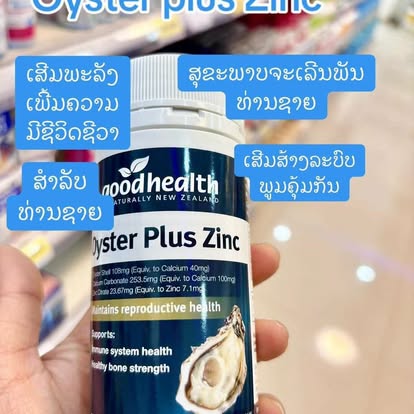 Oyster plus Zinc
ເສີມພະລັງ
ເພີ່ມຄວາມ
ມີຊີວິດຊີວາ
ສຸຂະພາບຈະເລີນພັນ
ທ່ານຊາຍ
ສຳລັບ
ທ່ານຊາຍ
ເສີມສ້າງລະບົບ
ພູມຄຸ້ມກັນ
goodhealth
NATURALLY NEW ZEALAND
Oyster Plus Zinc
Oyster Shell 108mg (Equiv. to Calcium 40mg)
Calcium Carbonate 253.5mg (Equiv. to Calcium 100mg)
Zinc Citrate 23.67mg (Equiv. to Zinc 7.1mg)
Maintains reproductive health
Supports:
Immune system health
Healthy bone strength